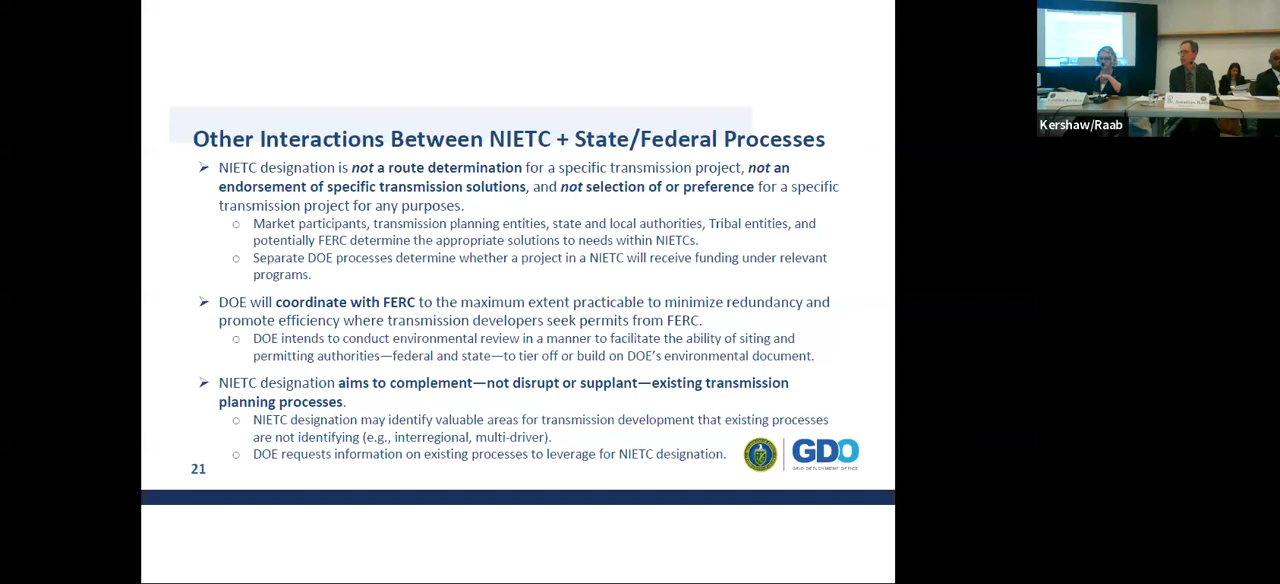 Other Interactions Between NIETC + State/Federal Processes
➢ NIETC designation is not a route determination for a specific transmission project, not an
endorsement of specific transmission solutions, and not selection of or preference for a specific
transmission project for any purposes.
○ Market participants, transmission planning entities, state and local authorities, Tribal entities, and
potentially FERC determine the appropriate solutions to needs within NIETCs.
○ Separate DOE processes determine whether a project in a NIETC will receive funding under relevant
programs.
➢ DOE will coordinate with FERC to the maximum extent practicable to minimize redundancy and
promote efficiency where transmission developers seek permits from FERC.
○ DOE intends to conduct environmental review in a manner to facilitate the ability of siting and
permitting authorities—federal and state—to tier off or build on DOE's environmental document.
➢ NIETC designation aims to complement—not disrupt or supplant—existing transmission
planning processes.
○ NIETC designation may identify valuable areas for transmission development that existing processes
are not identifying (e.g., interregional, multi-driver).
○ DOE requests information on existing processes to leverage for NIETC designation.
21
GDO
GRID DEPLOYMENT OFFICE
Kershaw/Raab